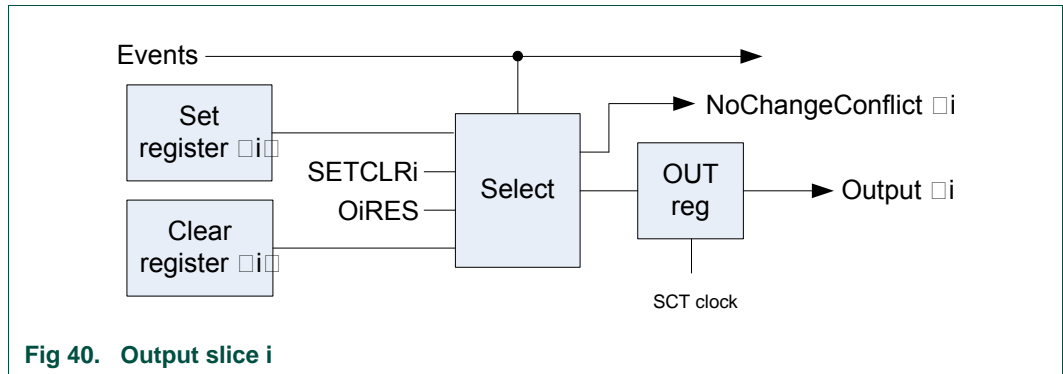 Events
Set
register □i□
NoChangeConflict □i
SETCLRi
OiRES
Select
OUT
reg
Output □i
Clear
register □i□
SCT clock
Fig 40. Output slice i